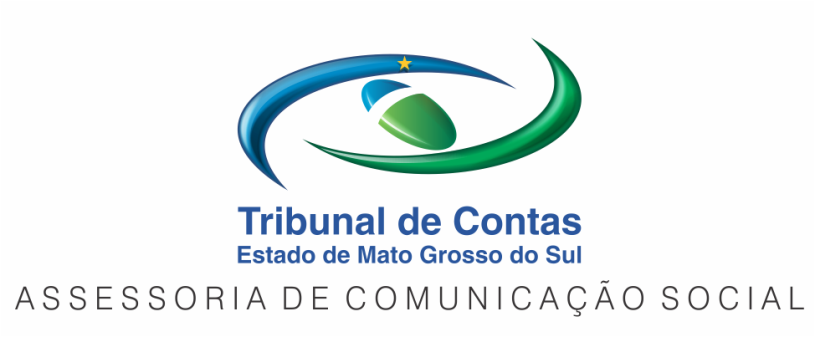 Tribunal de Contas
Estado de Mato Grosso do Sul
ASSESSORIA DE COMUNICAÇÃO SOCIAL